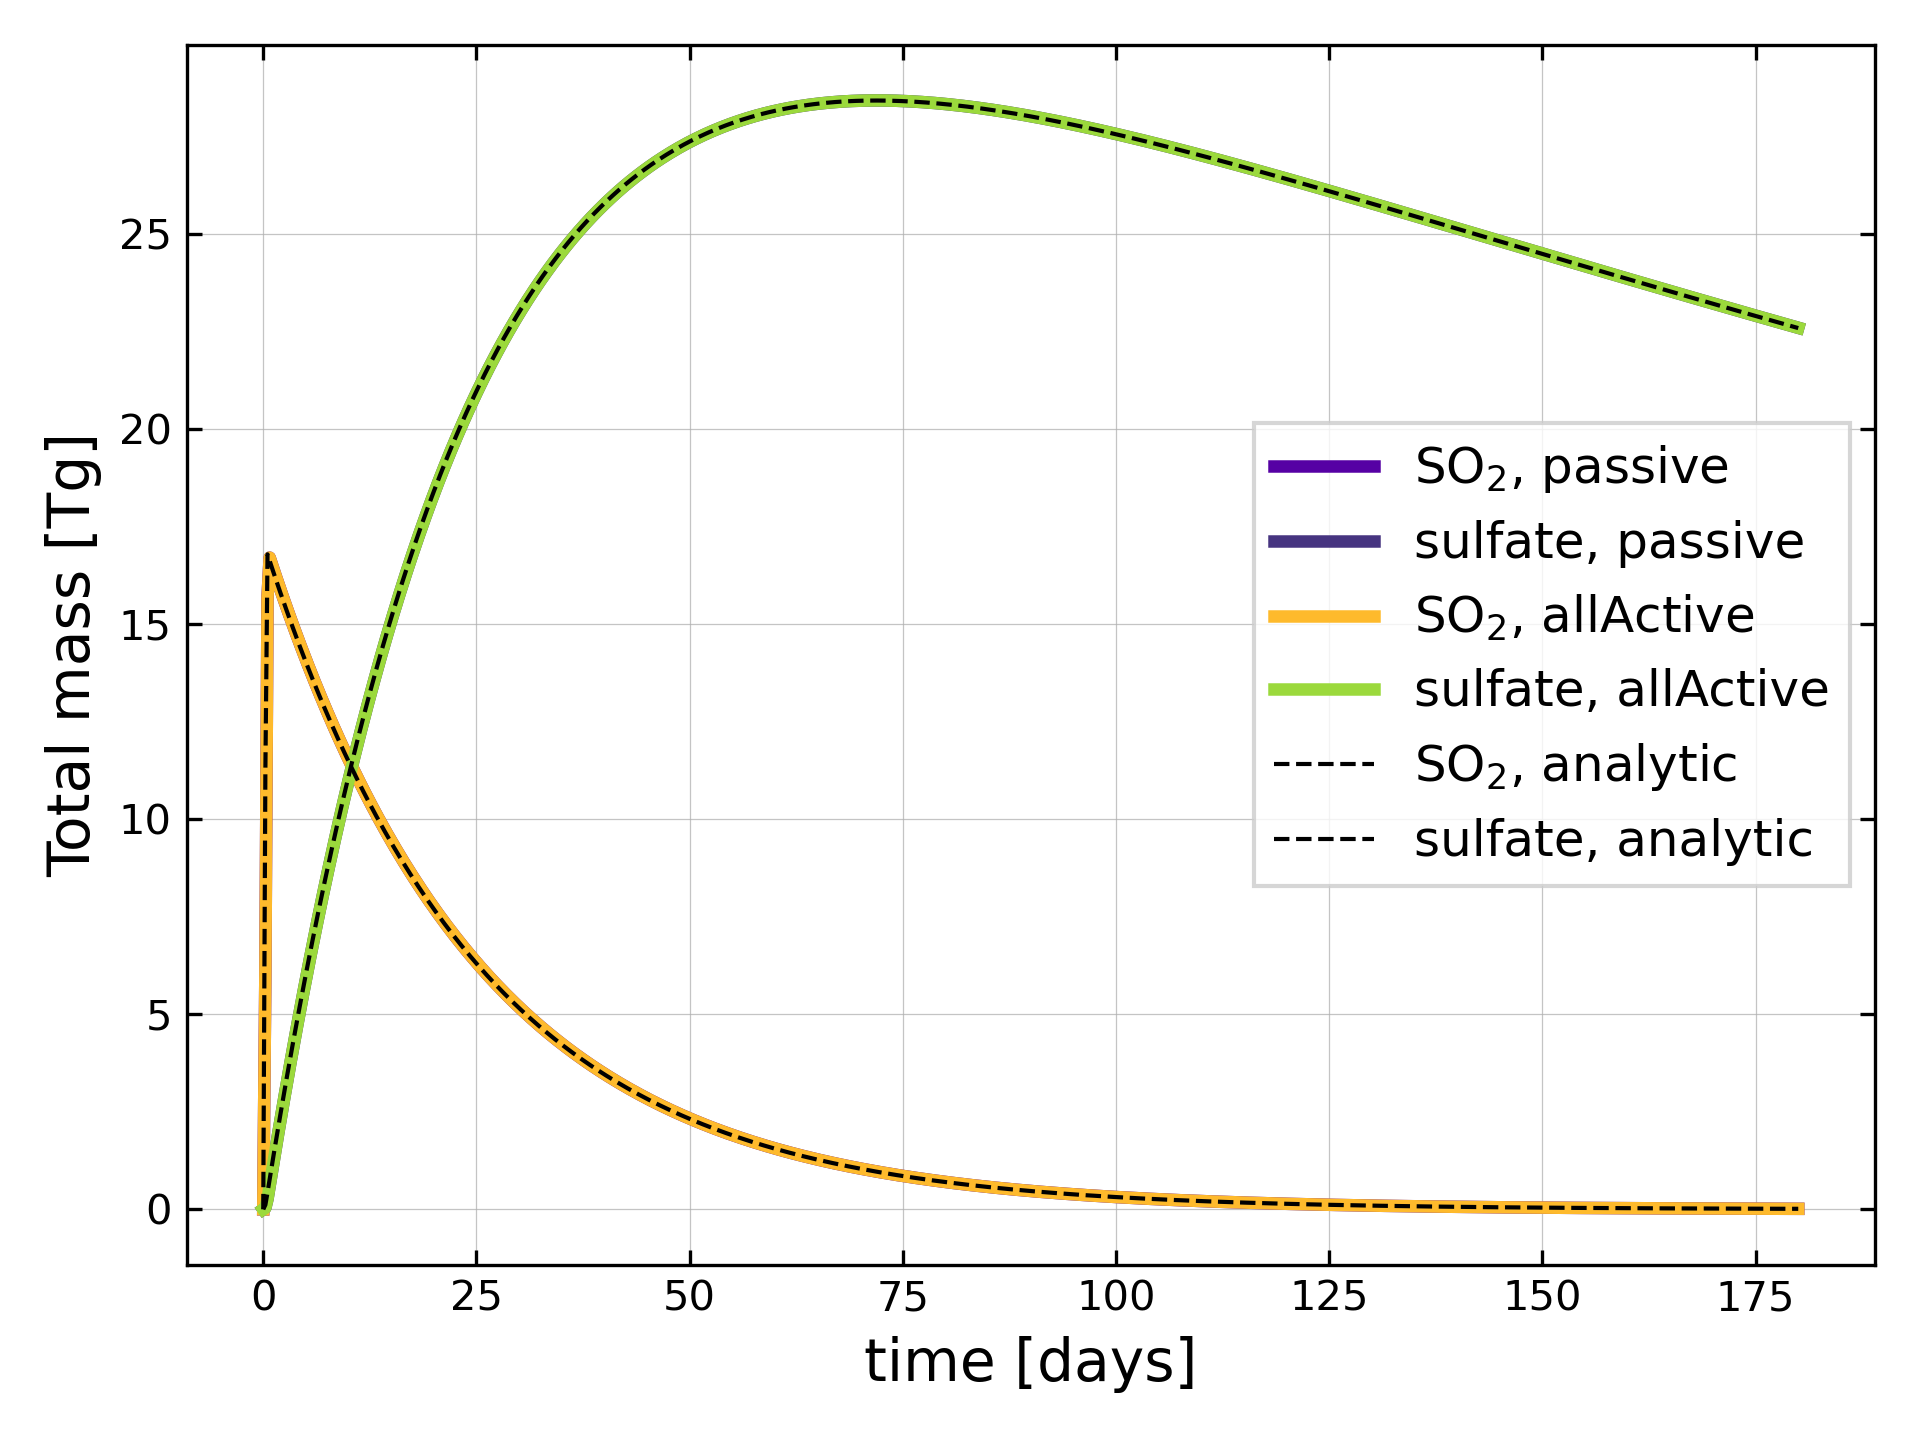 Total mass [Tg]
25
20
15
10
5
0
0 25 50 75 100 125 150 175
time [days]
SO₂, passive
sulfate, passive
SO₂, allActive
sulfate, allActive
SO₂, analytic
sulfate, analytic